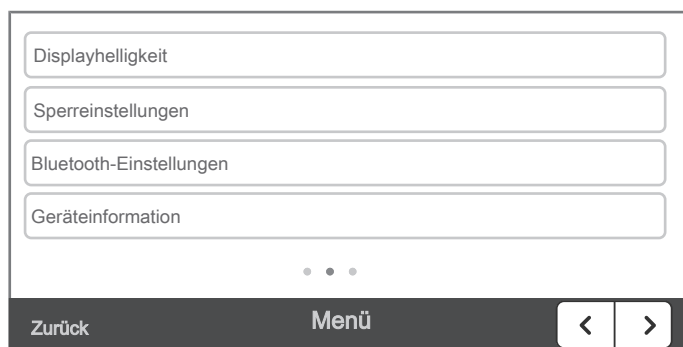 Displayhelligkeit
Sperreinstellungen
Bluetooth-Einstellungen
Geräteinformation
Zurück Menü